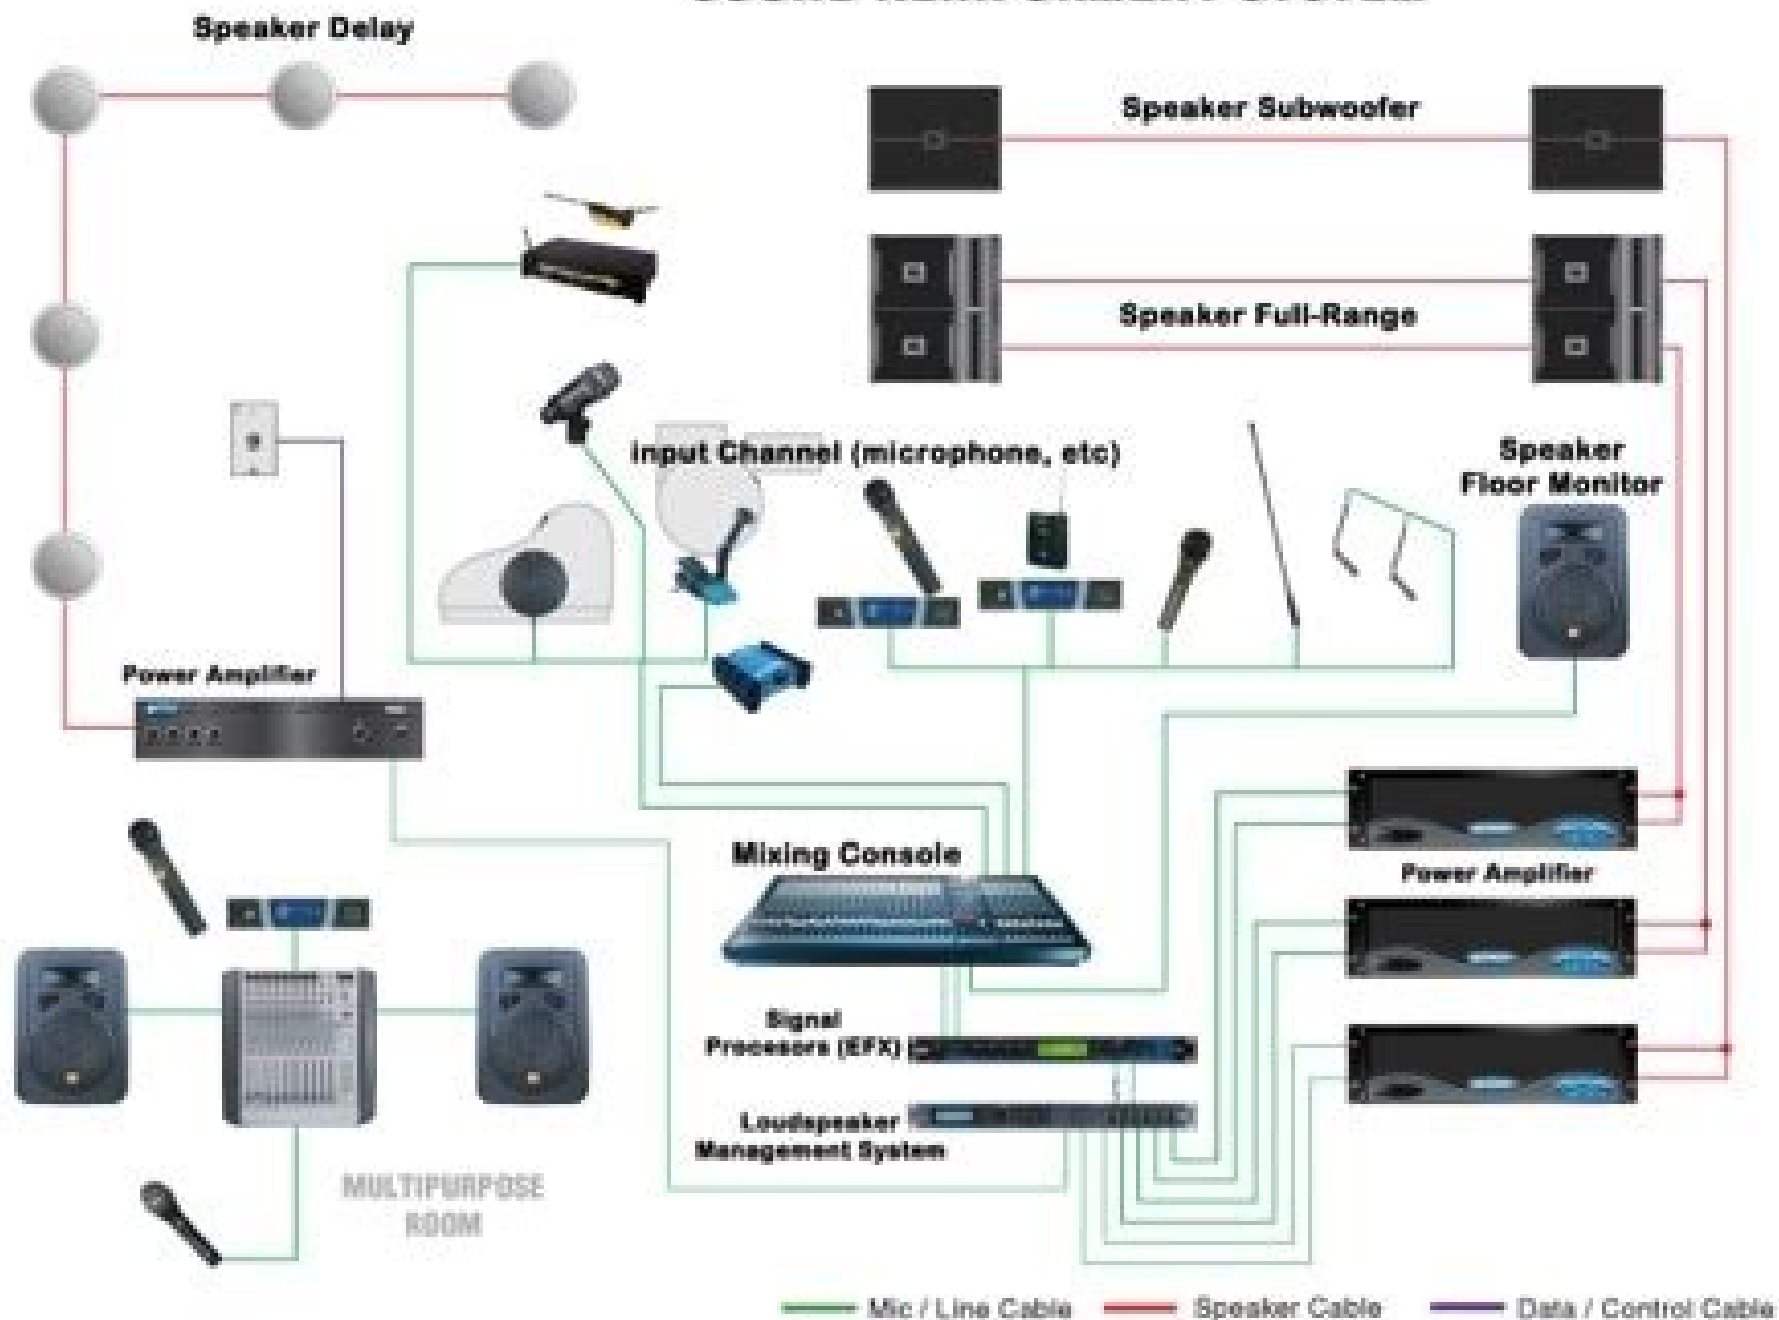 Speaker Delay
Speaker Subwoofer
Speaker Full-Range
Input Channel (microphone, etc)
Speaker
Floor Monitor
Power Amplifier
Mixing Console
Power Amplifier
Signal
Procesors (EFX)
Loudspeaker
Management System
MULTIPURPOSE
ROOM
Mic / Line Cable
Speaker Cable
Data / Control Cable